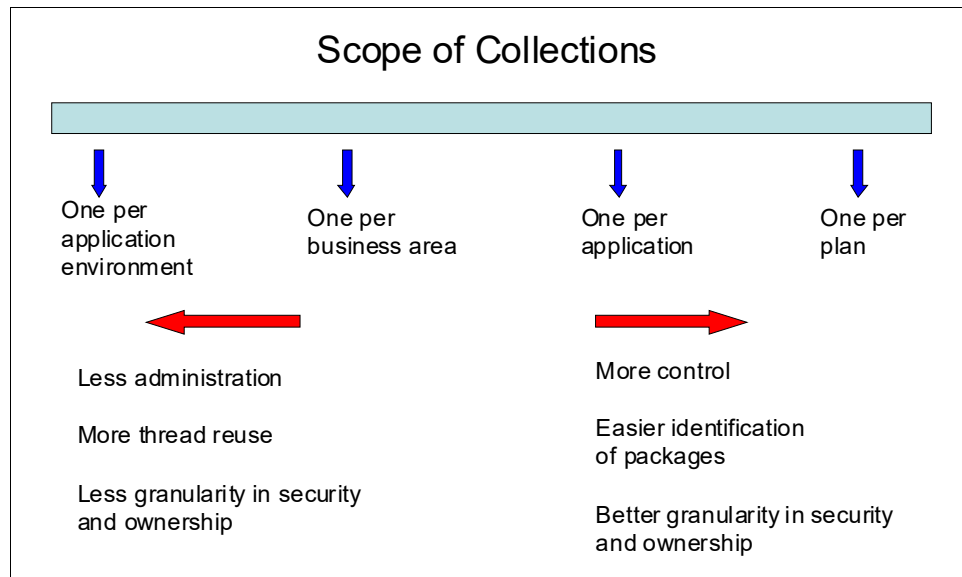 Scope of Collections
One per
application
environment
One per
business area
One per
application
One per
plan
Less administration
More thread reuse
Less granularity in security
and ownership
More control
Easier identification
of packages
Better granularity in security
and ownership